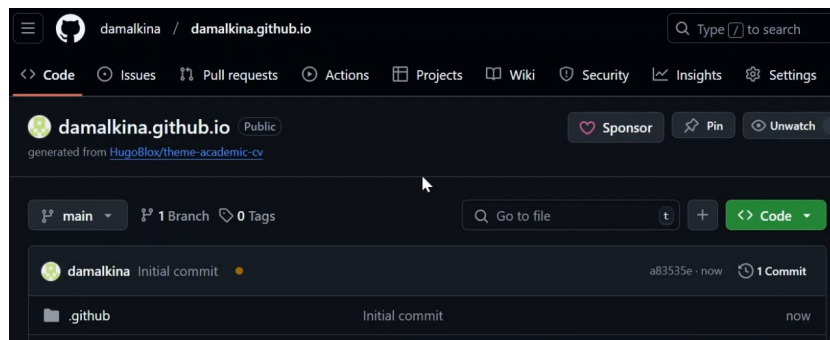 damalkina / damalkina.github.io Type / to search
Code Issues Pull requests Actions Projects Wiki Security Insights Settings
damalkina.github.io Public Sponsor Pin Unwatch
generated from HugoBlox/theme-academic-cv
main 1 Branch 0 Tags Go to file t + Code
damalkina Initial commit a83535e · now 1 Commit
.github Initial commit now